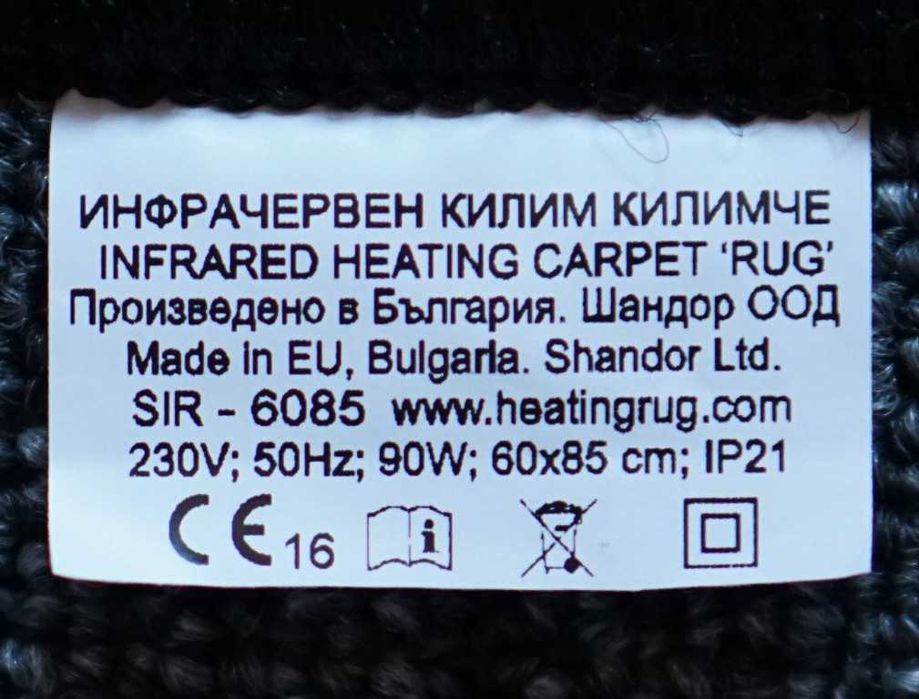 ИНФРАЧЕРВЕН КИЛИМ КИЛИМЧЕ
INFRARED HEATING CARPET ‘RUG’
Произведено в България. Шандор ООД
Made in EU, Bulgaria. Shandor Ltd.
SIR - 6085 www.heatingrug.com
230V; 50Hz; 90W; 60x85 cm; IP21
CE 16 i